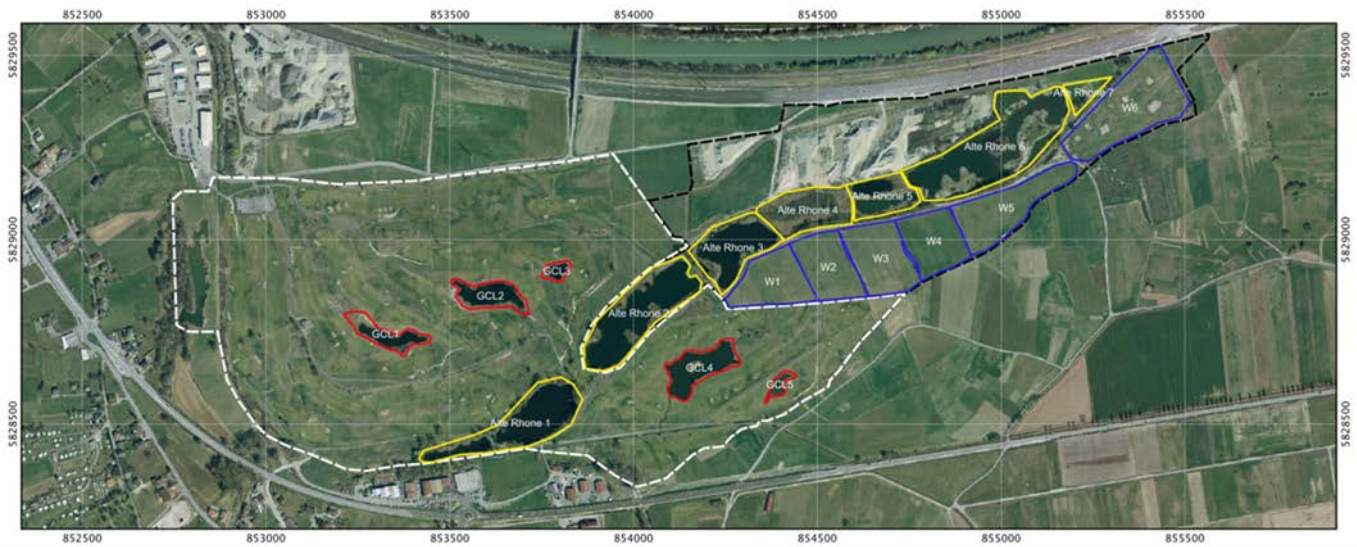 852500 853000 853500 854000 854500 855000 855500
5829500 5829500
Alte Rhone 7
W6
Alte Rhone 6
Alte Rhone 5
Alte Rhone 4
W5
5829000 5829000
Alte Rhone 3
W4
W3
W2
W1
GCL3
GCL2
Alte Rhone 2
GCL1
GCL4
GCL5
Alte Rhone 1
5828500 5828500
852500 853000 853500 854000 854500 855000 855500